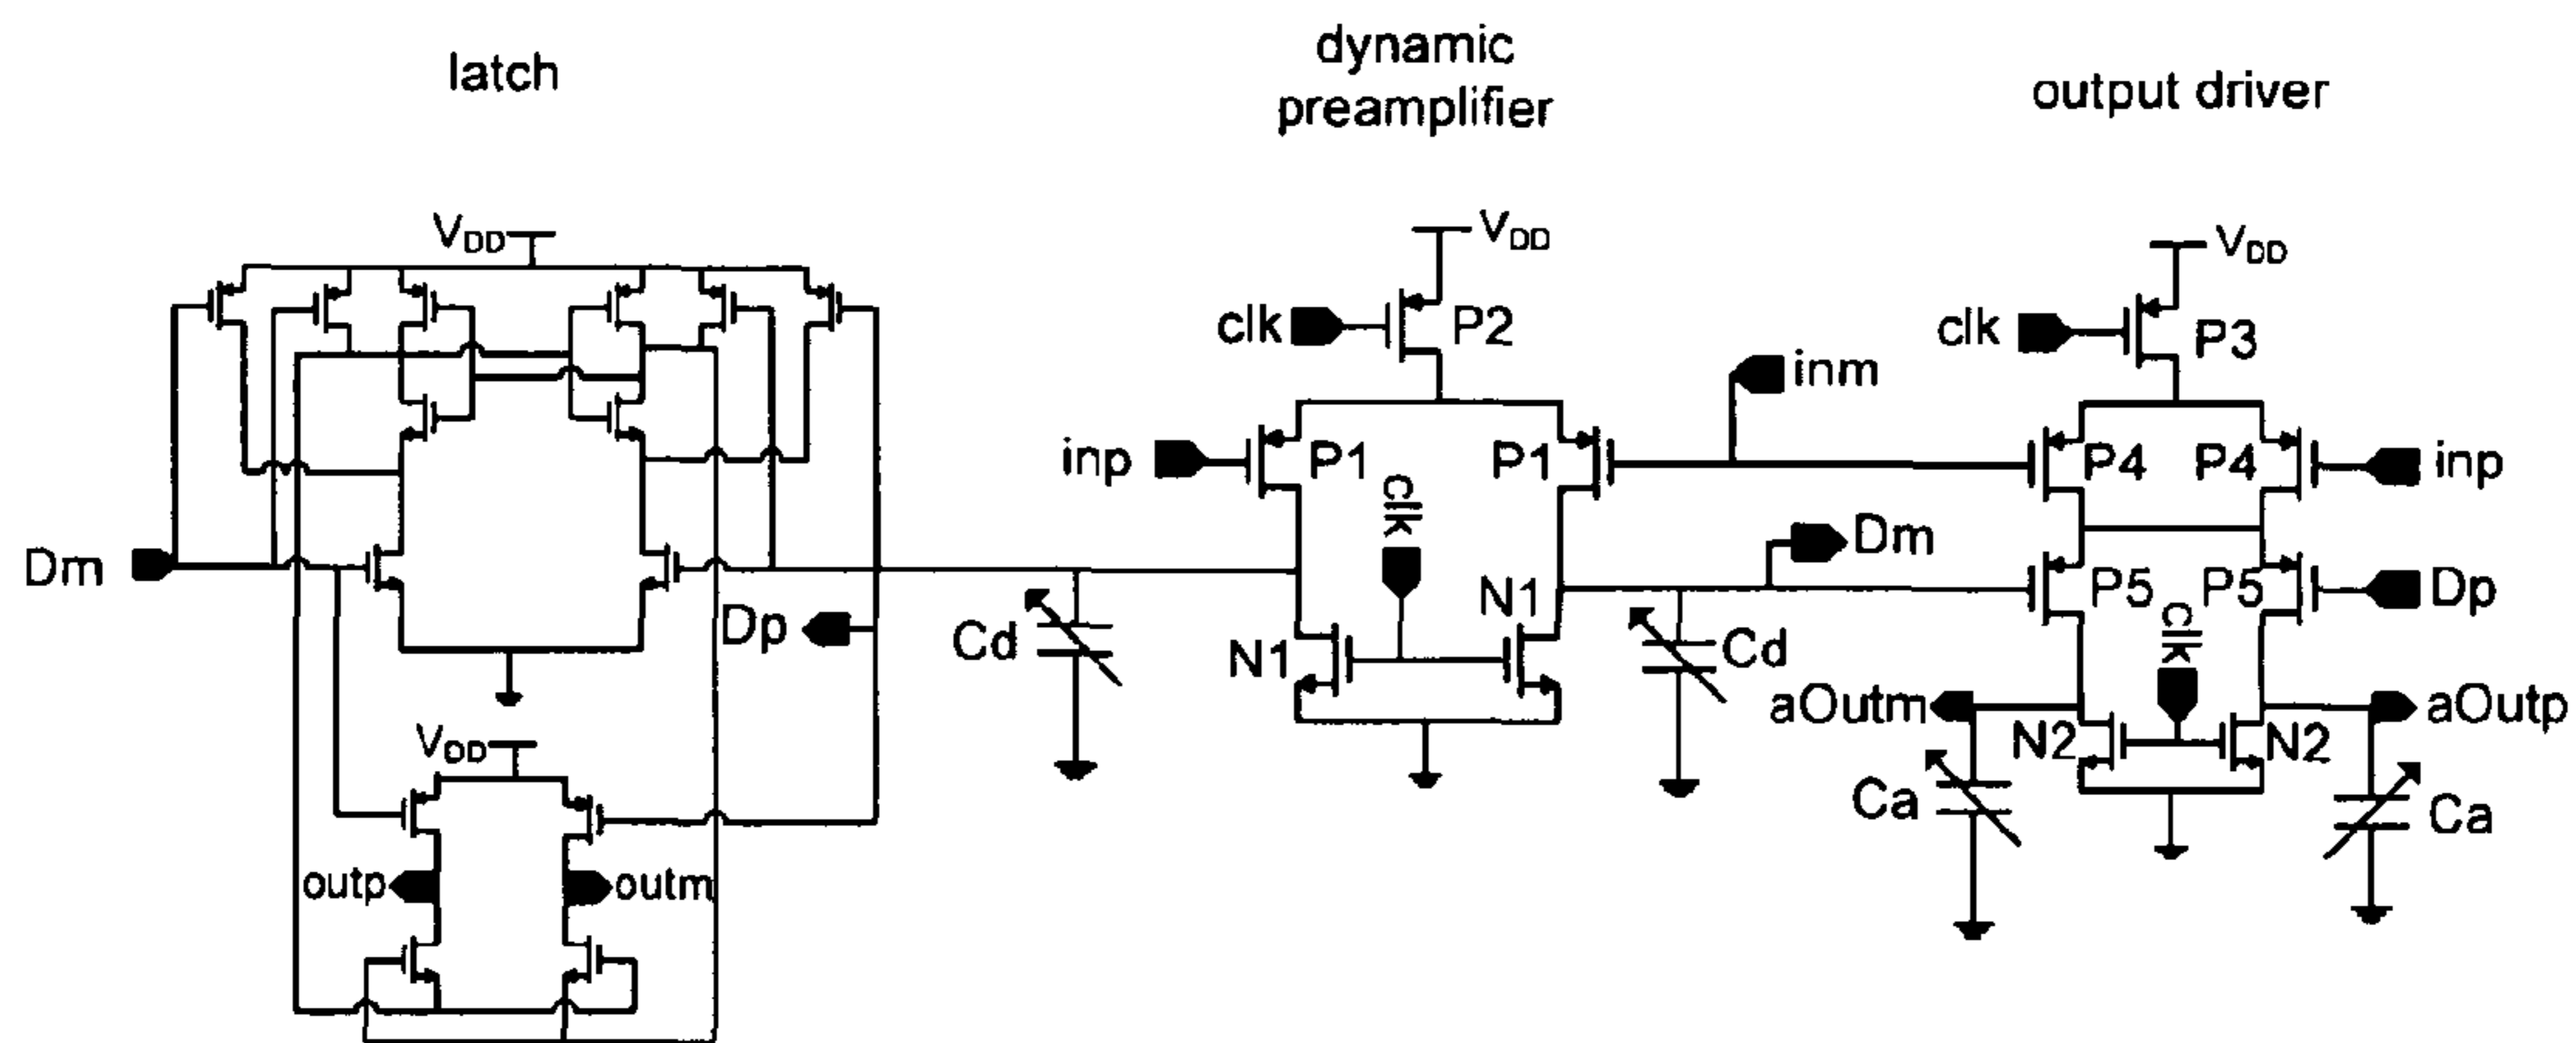 latch
dynamic
preamplifier
output driver
VDD
VDD
VDD
clk
P2
clk
P3
inm
inp
P1
P1
clk
P4
P4
inp
Dm
Dm
P5
P5
Dp
Dp
Cd
N1
N1
Cd
clk
aOutm
N2
N2
aOutp
VDD
Ca
Ca
outp
outm